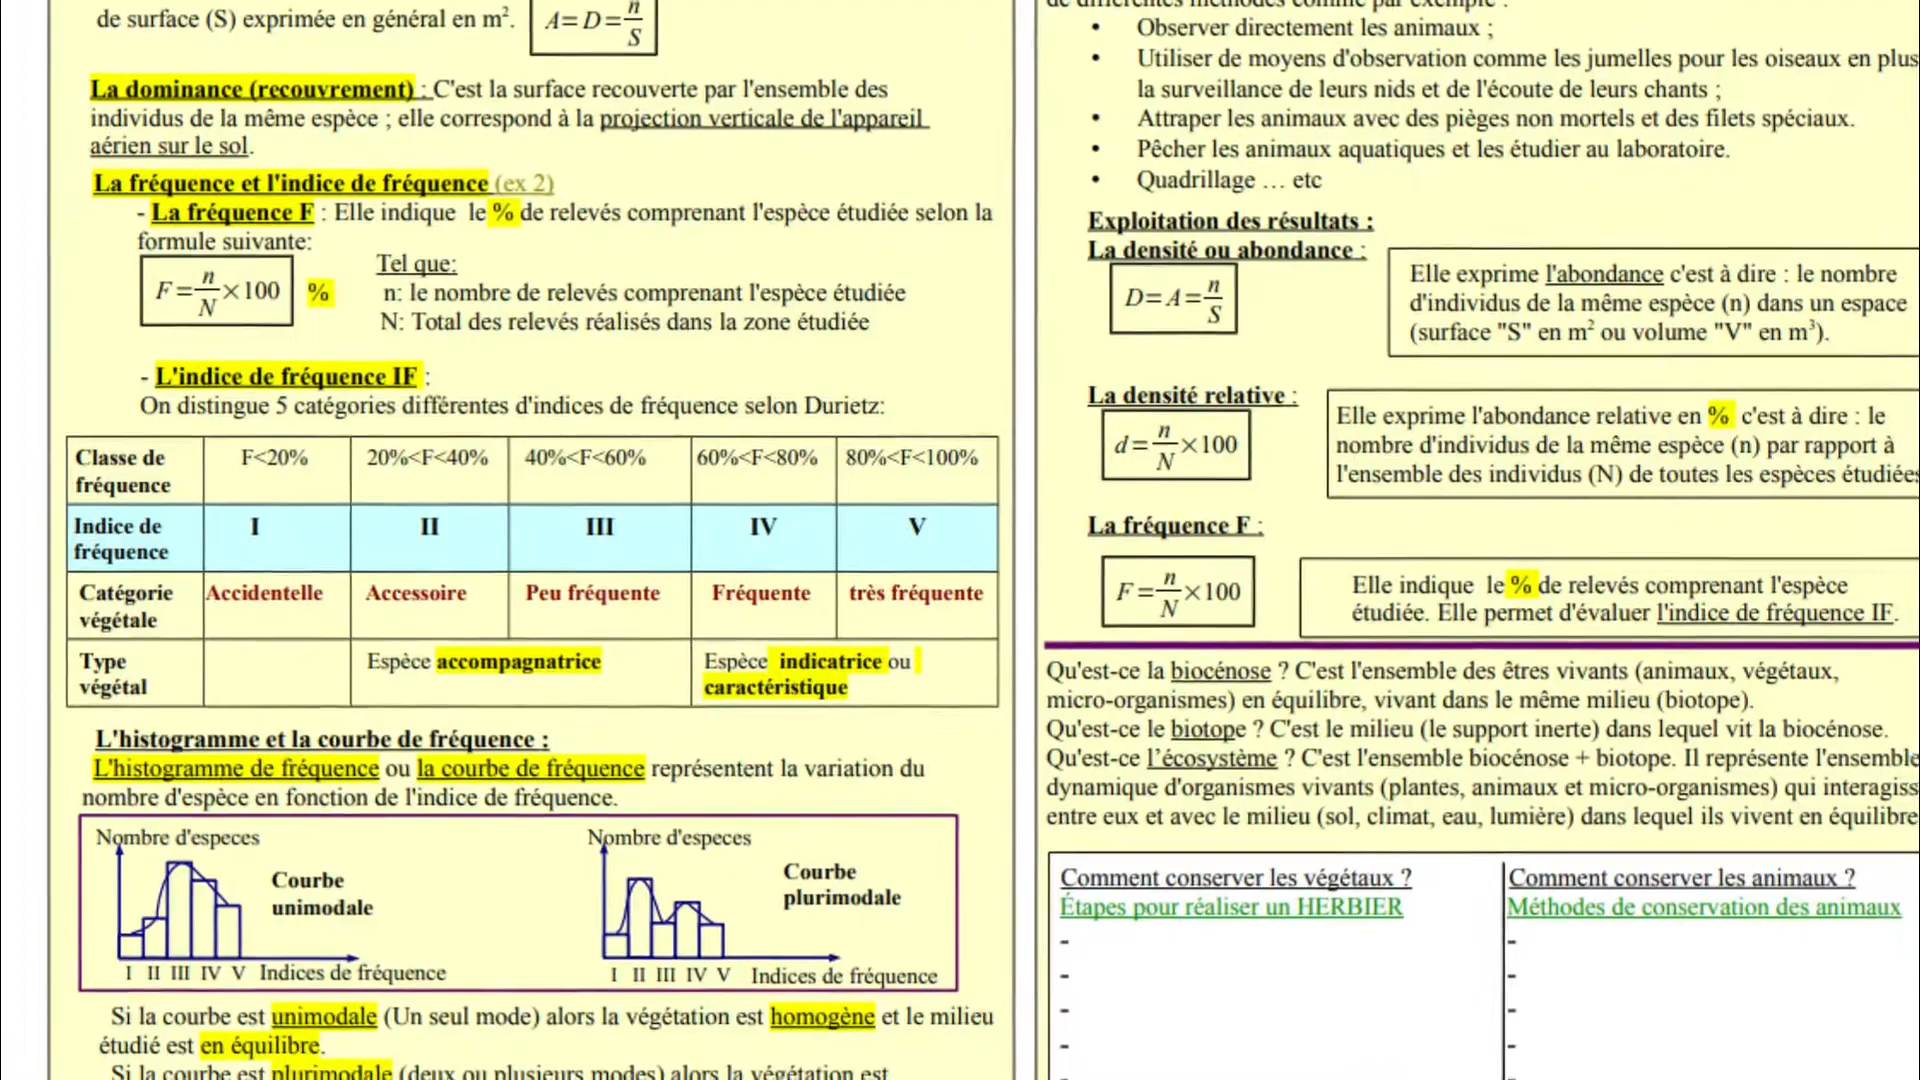 de surface (S) exprimée en général en m². A=D=n/S
La dominance (recouvrement) : C'est la surface recouverte par l'ensemble des
individus de la même espèce ; elle correspond à la projection verticale de l'appareil
aérien sur le sol.
La fréquence et l'indice de fréquence (ex 2)
- La fréquence F : Elle indique le % de relevés comprenant l'espèce étudiée selon la
formule suivante:
F=n/N×100 %
Tel que:
n: le nombre de relevés comprenant l'espèce étudiée
N: Total des relevés réalisés dans la zone étudiée
- L'indice de fréquence IF :
On distingue 5 catégories différentes d'indices de fréquence selon Durietz:
Classe de fréquence F<20% 20%<F<40% 40%<F<60% 60%<F<80% 80%<F<100%
Indice de fréquence I II III IV V
Catégorie végétale Accidentelle Accessoire Peu fréquente Fréquente très fréquente
Type végétal Espèce accompagnatrice Espèce indicatrice ou caractéristique
L'histogramme et la courbe de fréquence :
L'histogramme de fréquence ou la courbe de fréquence représentent la variation du
nombre d'espèce en fonction de l'indice de fréquence.
Nombre d'especes
Courbe
unimodale
I II III IV V Indices de fréquence
Nombre d'especes
Courbe
plurimodale
I II III IV V Indices de fréquence
Si la courbe est unimodale (Un seul mode) alors la végétation est homogène et le milieu
étudié est en équilibre.
Si la courbe est plurimodale (deux ou plusieurs modes) alors la végétation est
de différentes méthodes comme par exemple :
• Observer directement les animaux ;
• Utiliser de moyens d'observation comme les jumelles pour les oiseaux en plus
la surveillance de leurs nids et de l'écoute de leurs chants ;
• Attraper les animaux avec des pièges non mortels et des filets spéciaux.
• Pêcher les animaux aquatiques et les étudier au laboratoire.
• Quadrillage … etc
Exploitation des résultats :
La densité ou abondance :
D=A=n/S
Elle exprime l'abondance c'est à dire : le nombre
d'individus de la même espèce (n) dans un espace
(surface "S" en m² ou volume "V" en m³).
La densité relative :
d=n/N×100
Elle exprime l'abondance relative en % c'est à dire : le
nombre d'individus de la même espèce (n) par rapport à
l'ensemble des individus (N) de toutes les espèces étudiées
La fréquence F :
F=n/N×100
Elle indique le % de relevés comprenant l'espèce
étudiée. Elle permet d'évaluer l'indice de fréquence IF.
Qu'est-ce la biocénose ? C'est l'ensemble des êtres vivants (animaux, végétaux,
micro-organismes) en équilibre, vivant dans le même milieu (biotope).
Qu'est-ce le biotope ? C'est le milieu (le support inerte) dans lequel vit la biocénose.
Qu'est-ce l’écosystème ? C'est l'ensemble biocénose + biotope. Il représente l'ensemble
dynamique d'organismes vivants (plantes, animaux et micro-organismes) qui interagiss
entre eux et avec le milieu (sol, climat, eau, lumière) dans lequel ils vivent en équilibre
Comment conserver les végétaux ?
Étapes pour réaliser un HERBIER
-
-
-
-
Comment conserver les animaux ?
Méthodes de conservation des animaux
-
-
-
-